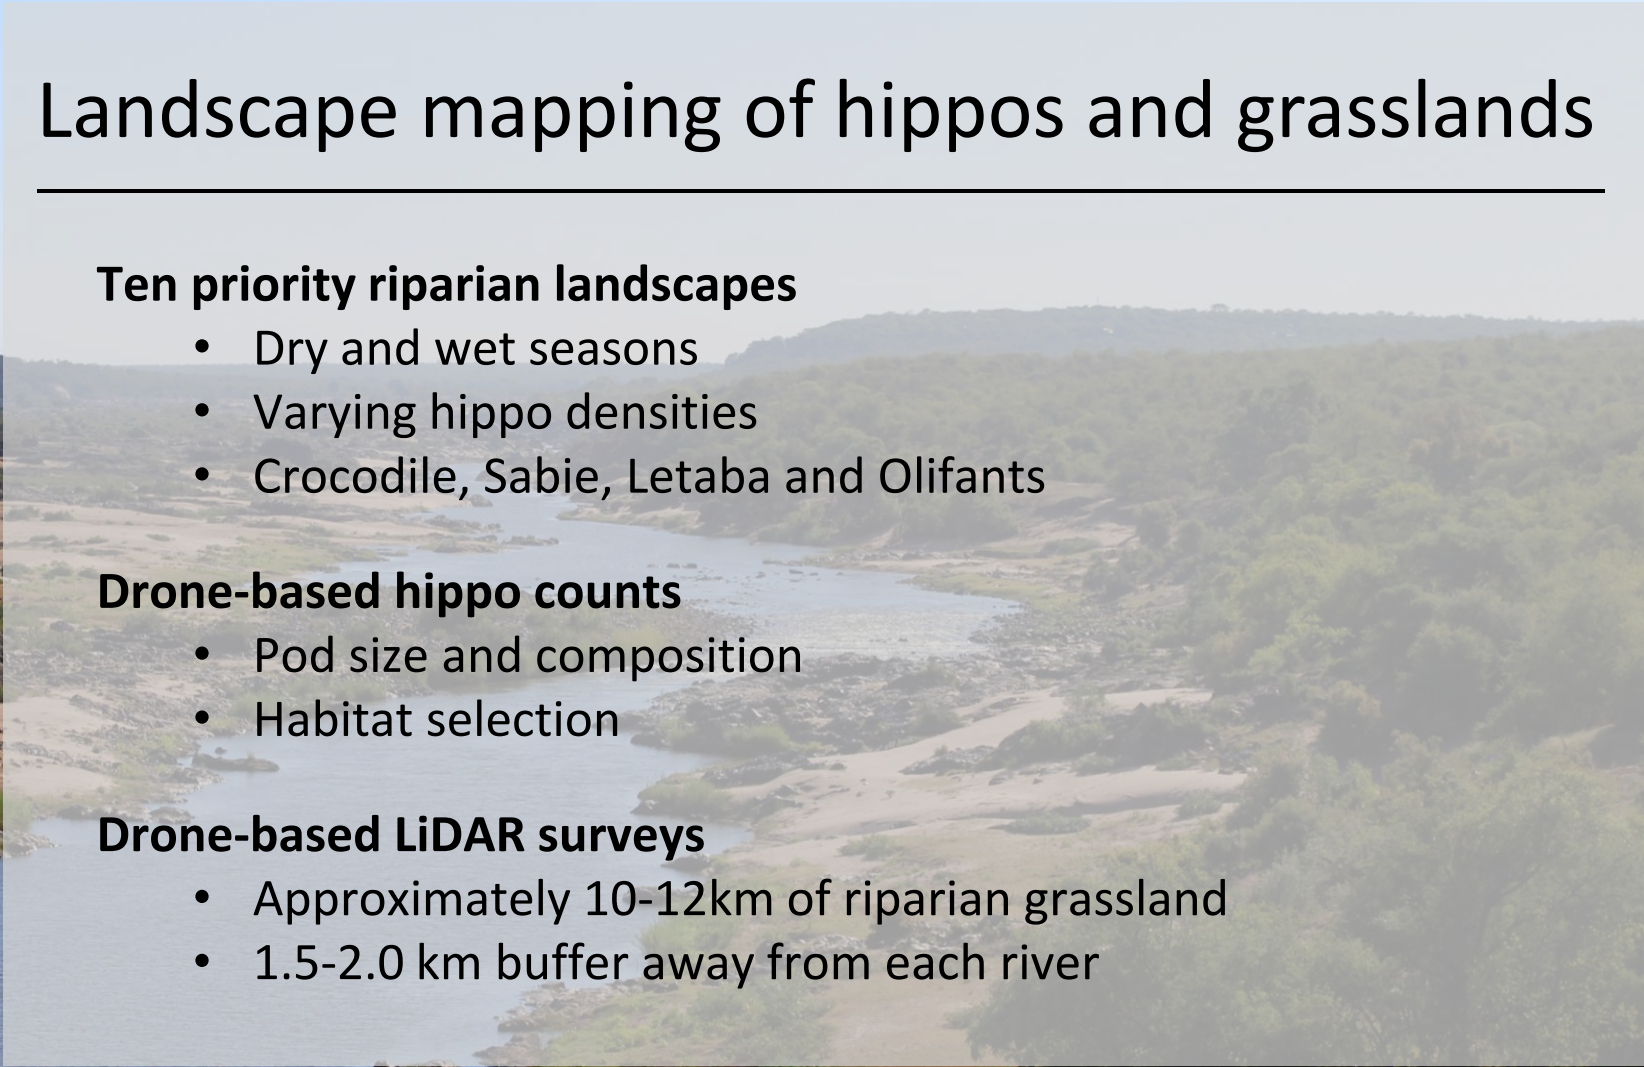 Landscape mapping of hippos and grasslands
Ten priority riparian landscapes
• Dry and wet seasons
• Varying hippo densities
• Crocodile, Sabie, Letaba and Olifants
Drone-based hippo counts
• Pod size and composition
• Habitat selection
Drone-based LiDAR surveys
• Approximately 10-12km of riparian grassland
• 1.5-2.0 km buffer away from each river